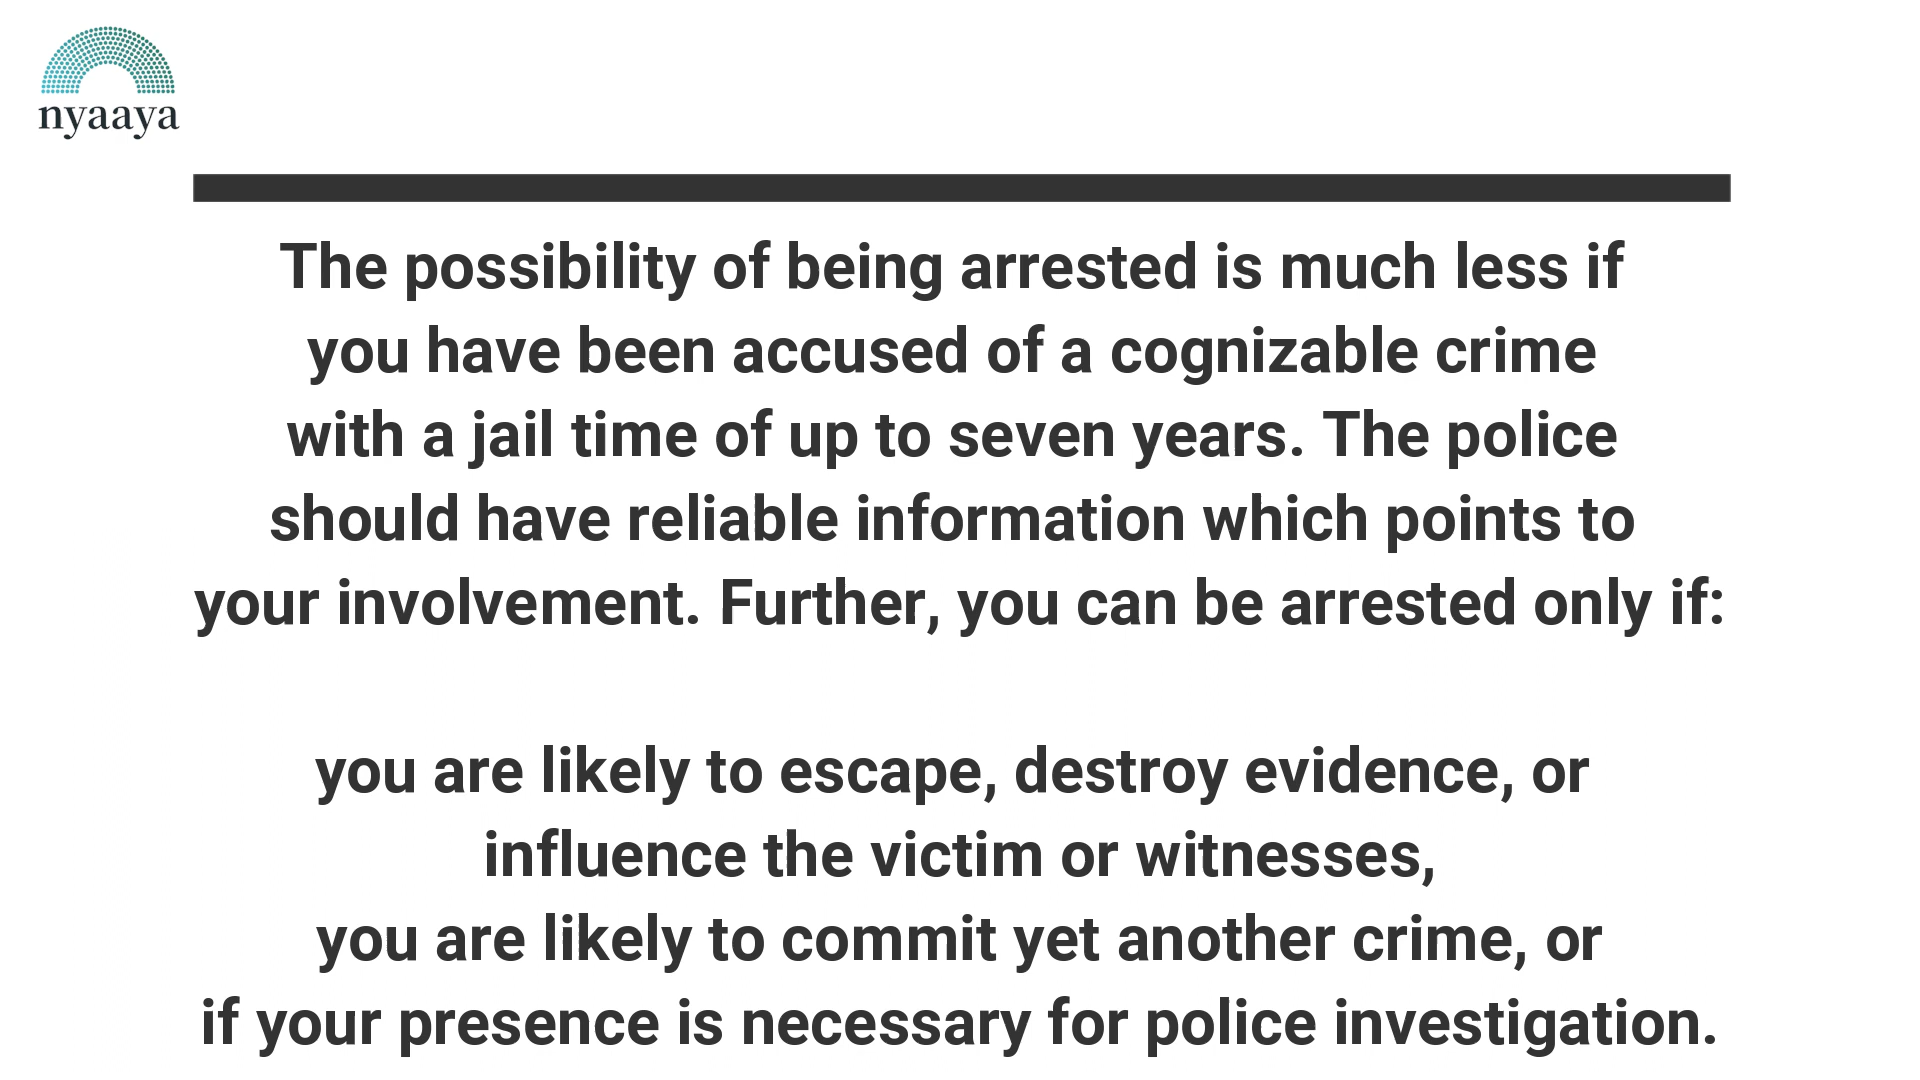 nyaaya
The possibility of being arrested is much less if
you have been accused of a cognizable crime
with a jail time of up to seven years. The police
should have reliable information which points to
your involvement. Further, you can be arrested only if:
you are likely to escape, destroy evidence, or
influence the victim or witnesses,
you are likely to commit yet another crime, or
if your presence is necessary for police investigation.